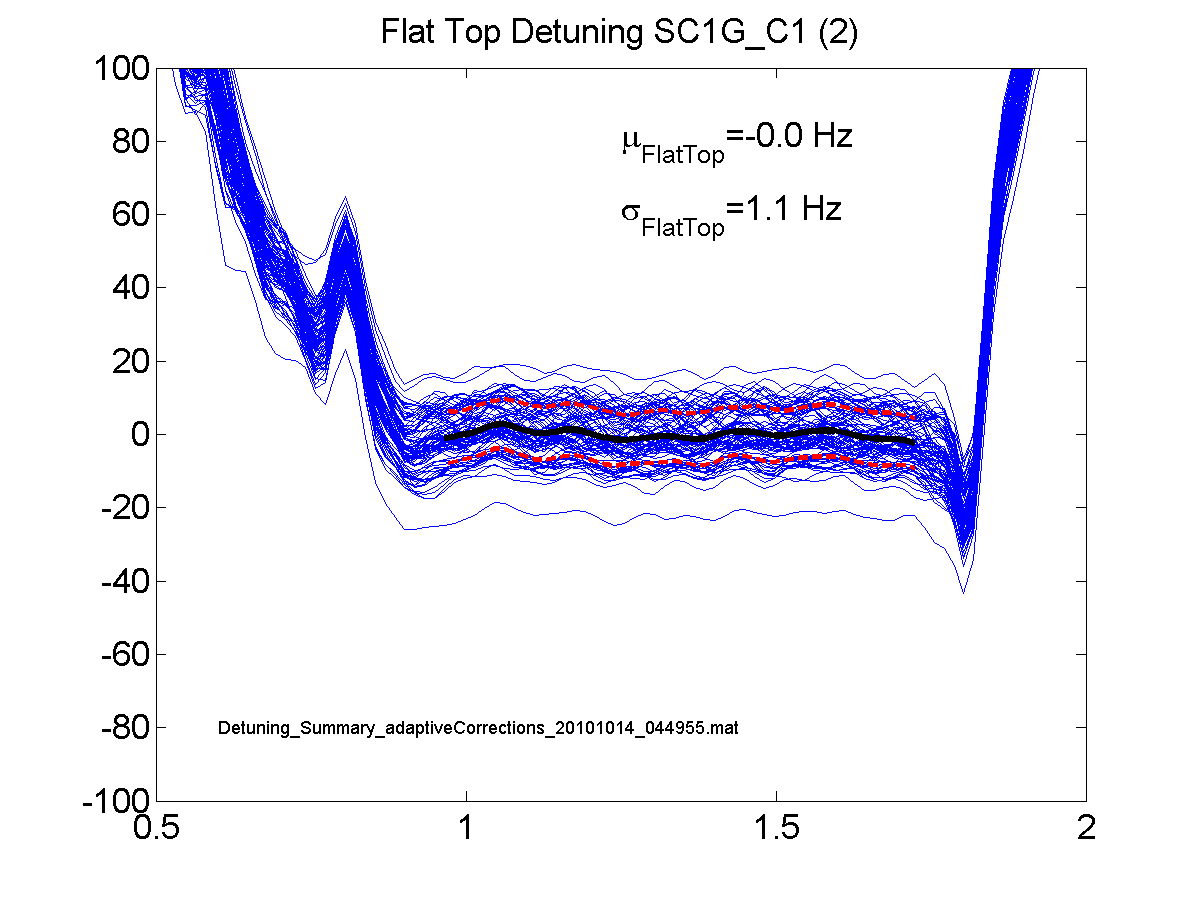 Flat Top Detuning SC1G_C1 (2)
100
80
60
40
20
0
-20
-40
-60
-80
-100
μFlatTop=-0.0 Hz
σFlatTop=1.1 Hz
Detuning_Summary_adaptiveCorrections_20101014_044955.mat
0.5 1 1.5 2